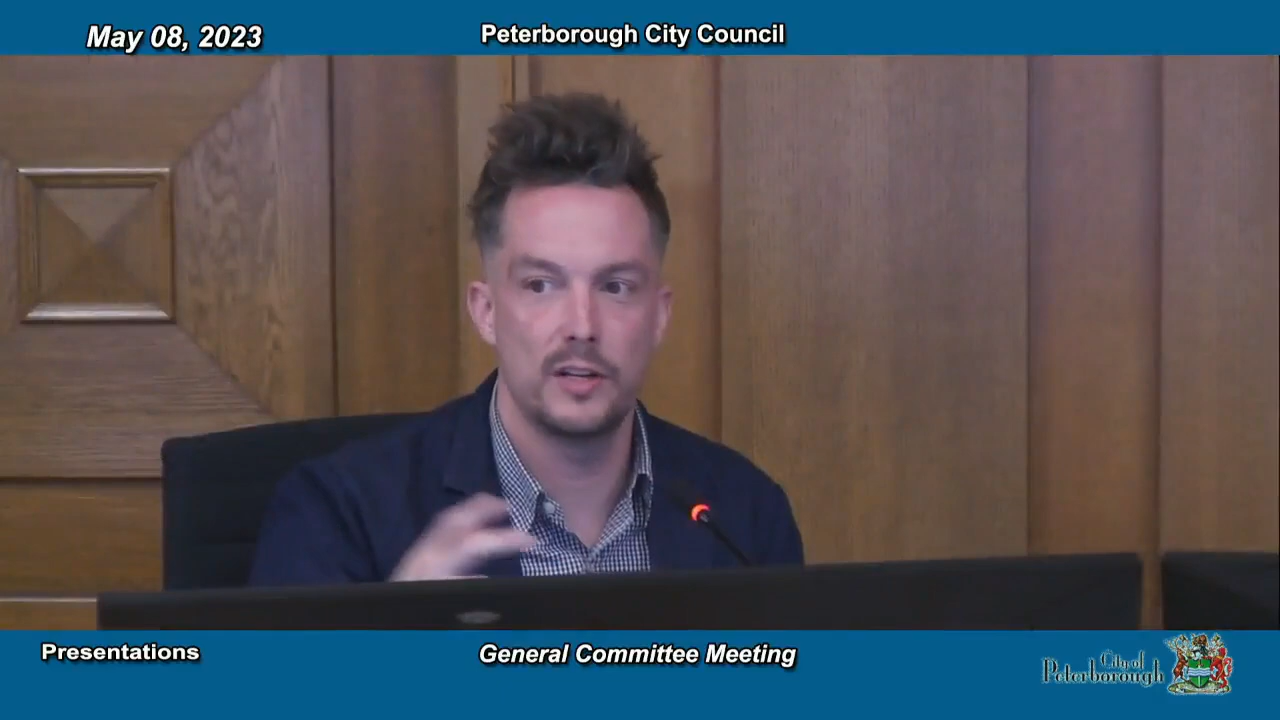 May 08, 2023
Peterborough City Council
Presentations
General Committee Meeting
City of
Peterborough